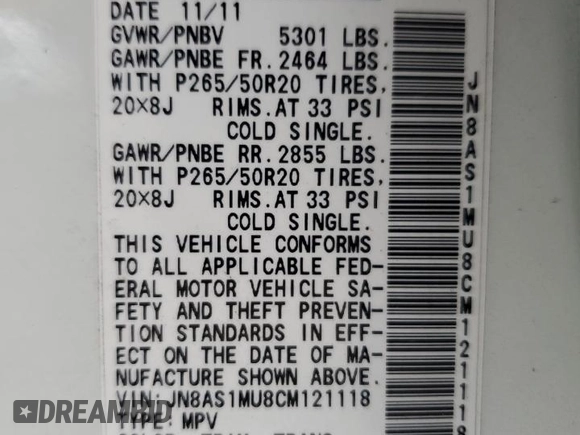 DATE 11/11
GVWR/PNBV 5301 LBS.
GAWR/PNBE FR. 2464 LBS.
WITH P265/50R20 TIRES,
20×8J RIMS. AT 33 PSI
COLD SINGLE.
GAWR/PNBE RR. 2855 LBS.
WITH P265/50R20 TIRES,
20×8J RIMS. AT 33 PSI
COLD SINGLE.
THIS VEHICLE CONFORMS
TO ALL APPLICABLE FED-
ERAL MOTOR VEHICLE SA-
FETY AND THEFT PREVEN-
TION STANDARDS IN EFF-
ECT ON THE DATE OF MA-
NUFACTURE SHOWN ABOVE.
VIN: JN8AS1MU8CM121118
TYPE: MPV
JN8AS1MU8CM121118
DREAMBID